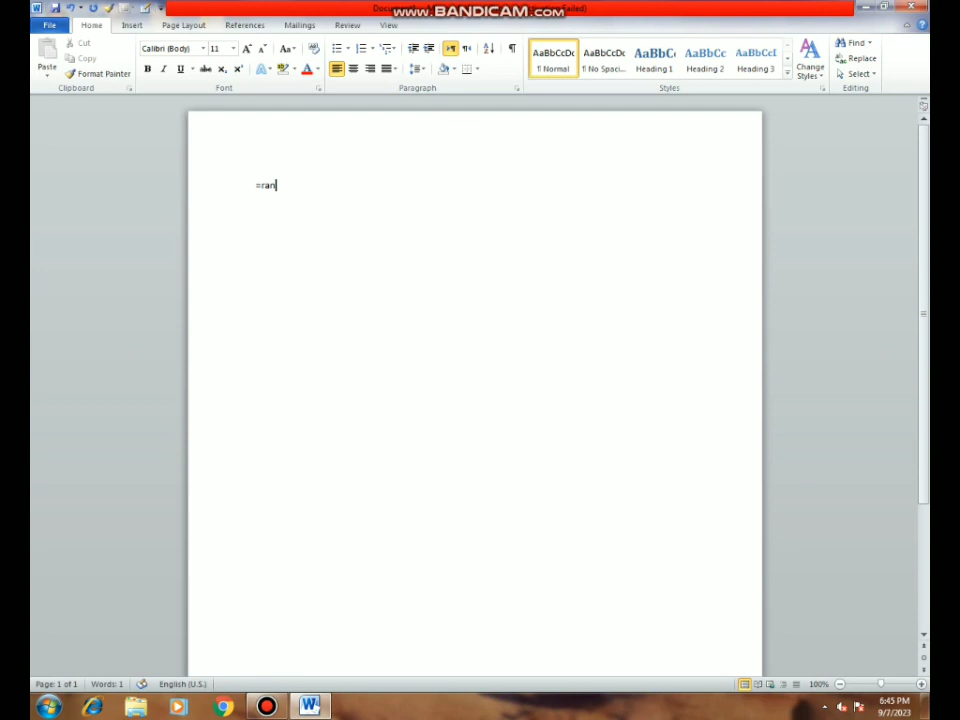 www.BANDICAM.com
File Home Insert Page Layout References Mailings Review View
Cut
Copy
Format Painter
Paste
Clipboard
Calibri (Body) 11
Font
Paragraph
AaBbCcDc AaBbCcDc AaBbC AaBbCc AaBbCcI
¶ Normal ¶ No Spaci... Heading 1 Heading 2 Heading 3
Styles
Change
Styles
Find
Replace
Select
Editing
=ran
Page: 1 of 1 Words: 1 English (U.S.) 100%
6:45 PM
9/7/2023